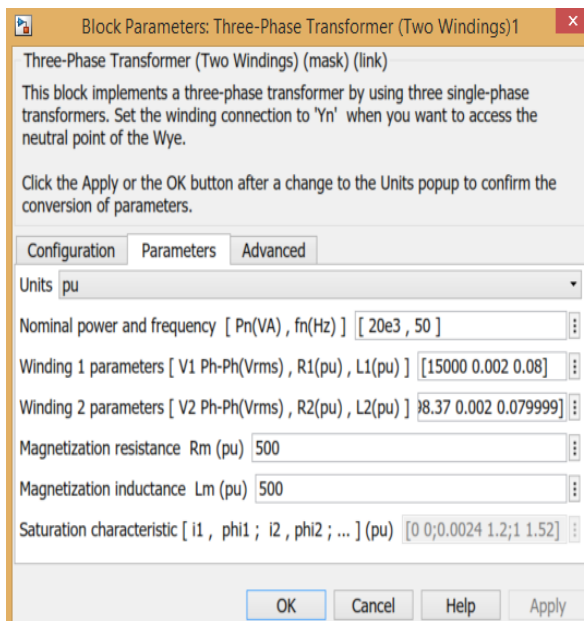 Block Parameters: Three-Phase Transformer (Two Windings)1
x
Three-Phase Transformer (Two Windings) (mask) (link)
This block implements a three-phase transformer by using three single-phase
transformers. Set the winding connection to 'Yn' when you want to access the
neutral point of the Wye.
Click the Apply or the OK button after a change to the Units popup to confirm the
conversion of parameters.
Configuration Parameters Advanced
Units pu
Nominal power and frequency [ Pn(VA) , fn(Hz) ] [ 20e3 , 50 ]
Winding 1 parameters [ V1 Ph-Ph(Vrms) , R1(pu) , L1(pu) ] [15000 0.002 0.08]
Winding 2 parameters [ V2 Ph-Ph(Vrms) , R2(pu) , L2(pu) ] 98.37 0.002 0.079999]
Magnetization resistance Rm (pu) 500
Magnetization inductance Lm (pu) 500
Saturation characteristic [ i1 , phi1 ; i2 , phi2 ; ... ] (pu) [0 0;0.0024 1.2;1 1.52]
OK Cancel Help Apply